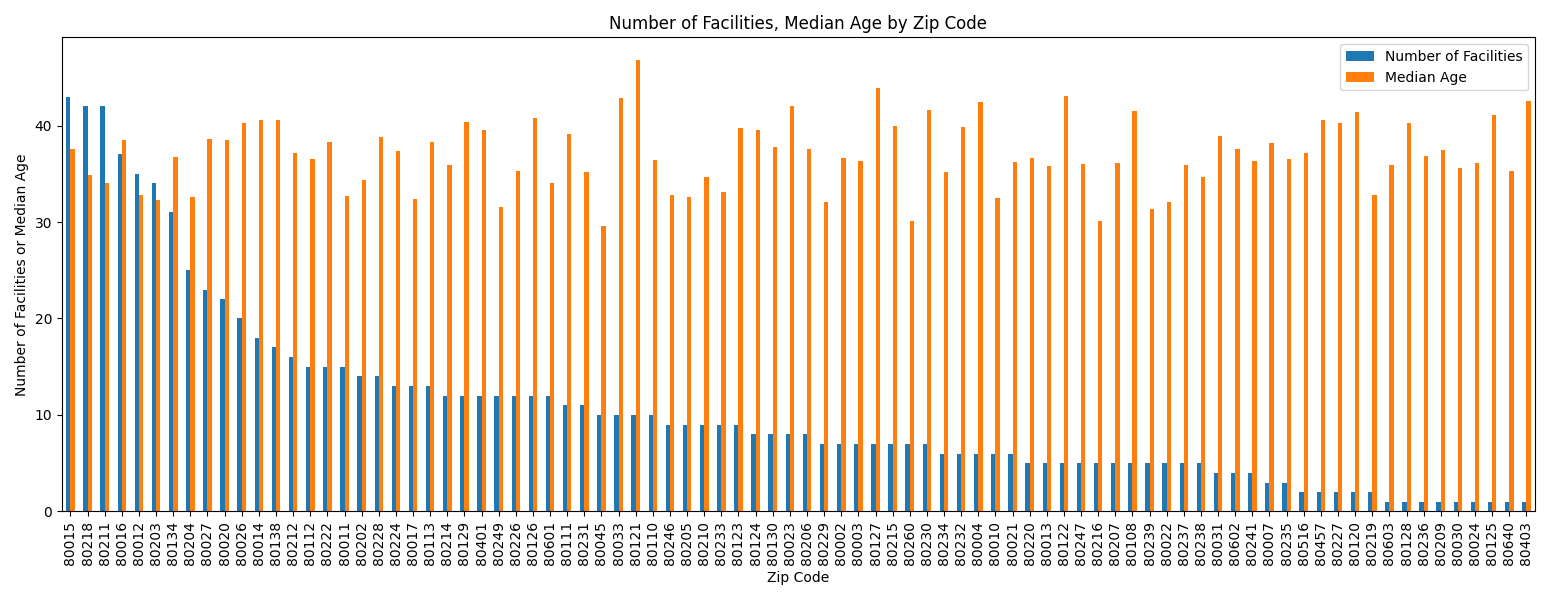 Number of Facilities, Median Age by Zip Code
Number of Facilities
Median Age
Number of Facilities or Median Age
40
30
20
10
0
80015 80218 80211 80016 80012 80203 80134 80204 80027 80020 80026 80014 80138 80212 80112 80222 80011 80202 80228 80224 80017 80113 80214 80129 80401 80249 80226 80126 80601 80111 80231 80045 80033 80121 80110 80246 80205 80210 80233 80123 80124 80130 80023 80206 80229 80002 80003 80127 80215 80260 80230 80234 80232 80004 80010 80021 80220 80013 80122 80247 80216 80207 80108 80239 80022 80237 80238 80031 80602 80241 80007 80235 80516 80457 80227 80120 80219 80603 80128 80236 80209 80030 80024 80125 80640 80403
Zip Code